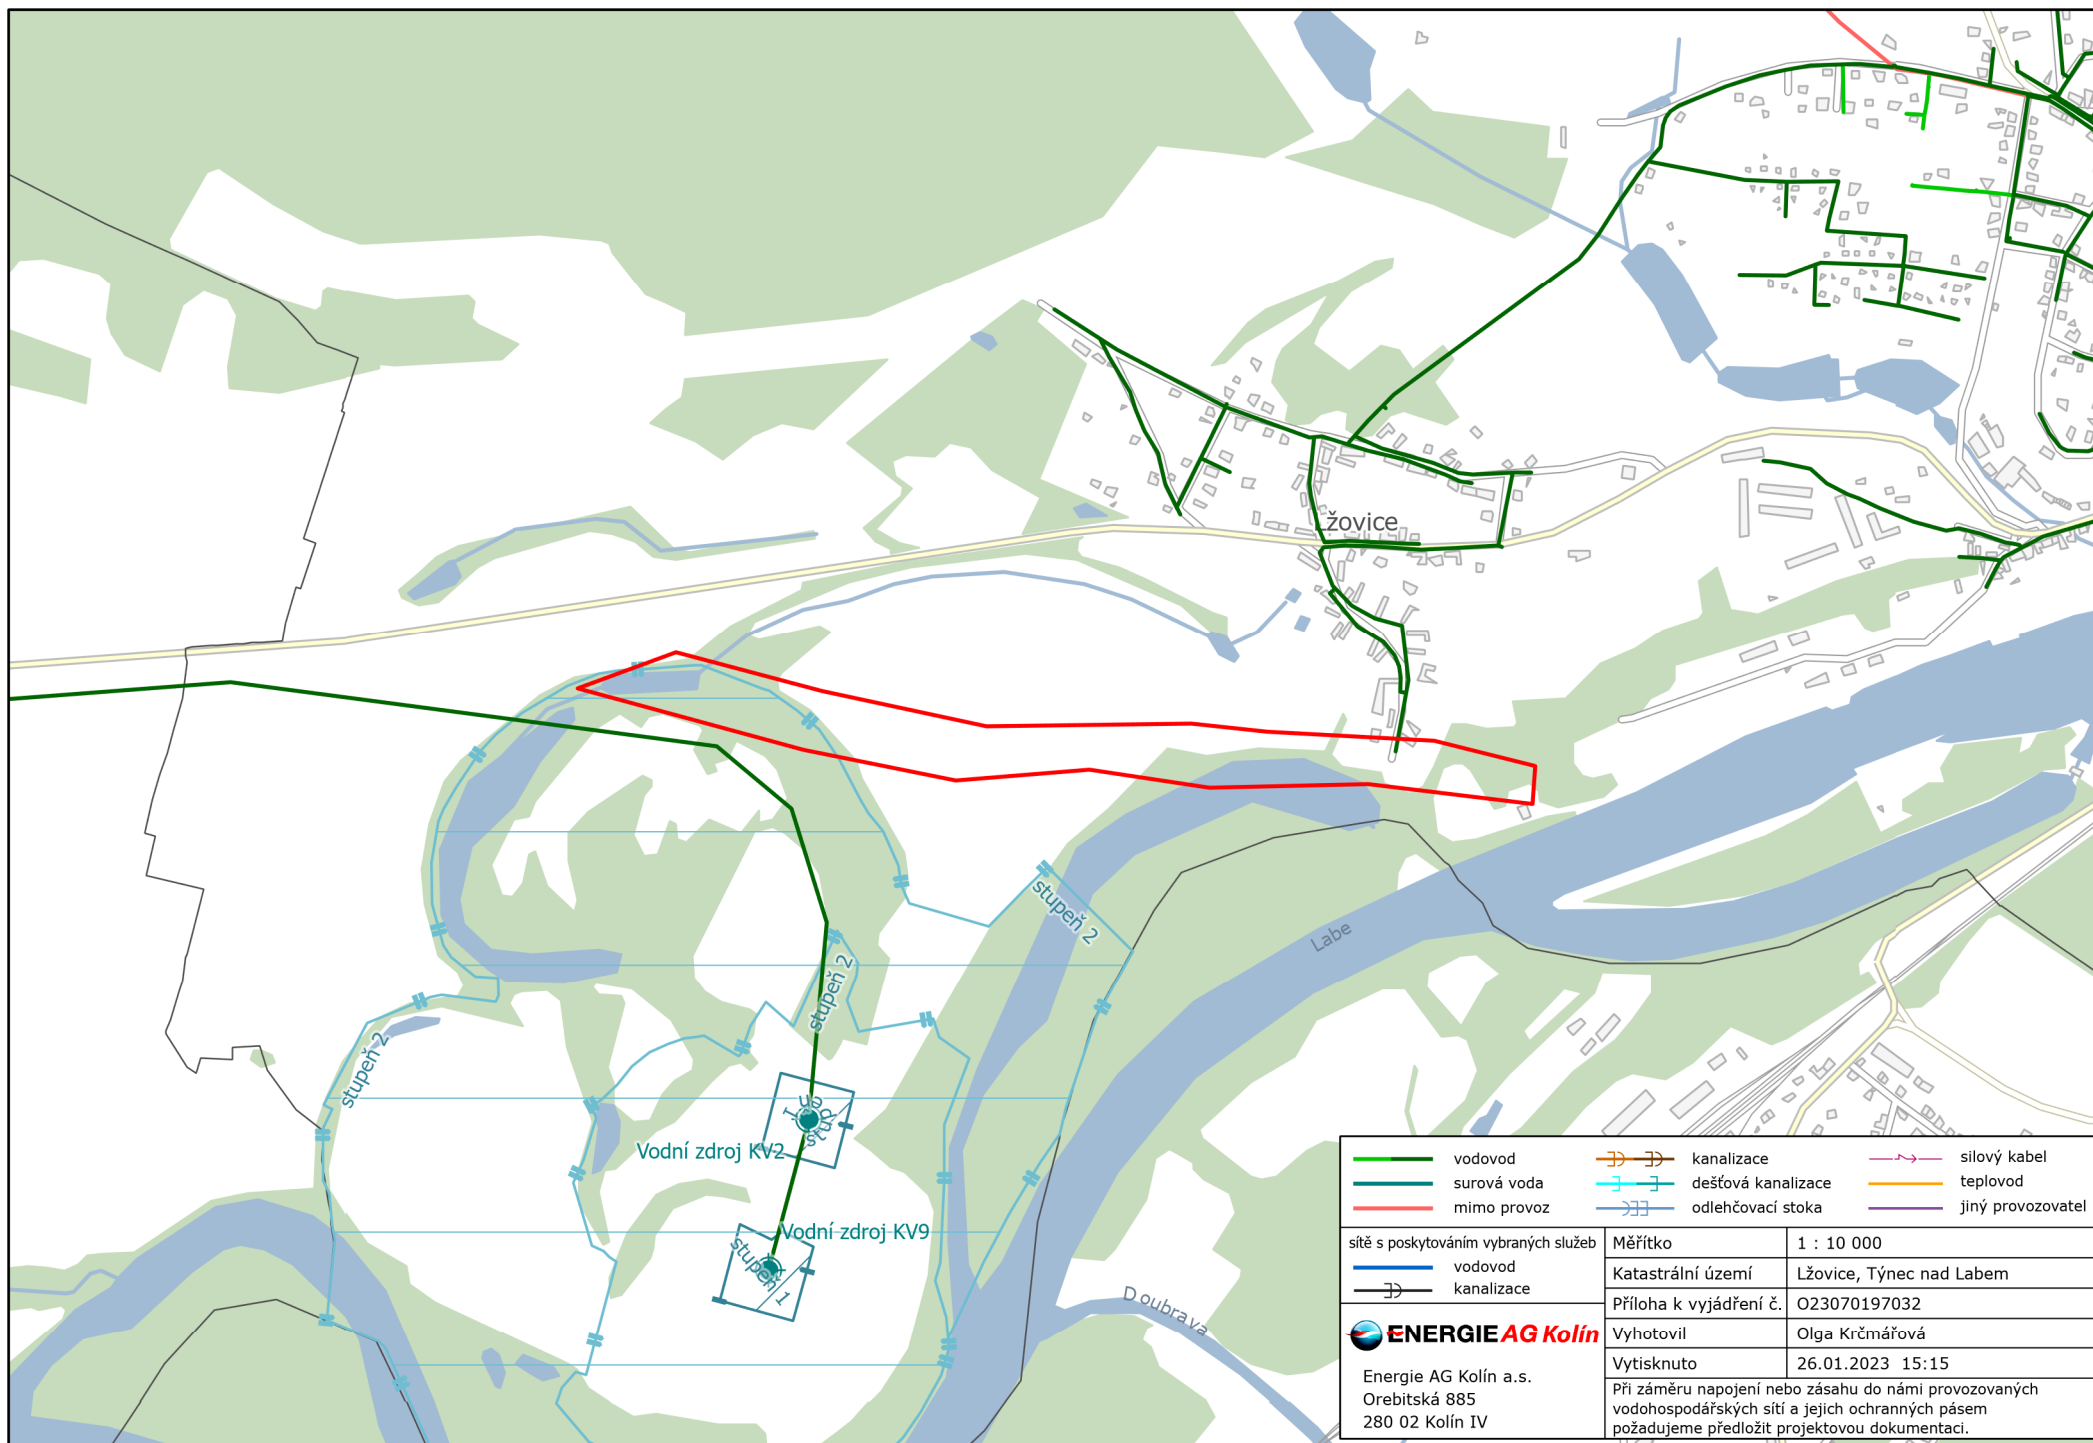 Lžovice
stupeň 2
Labe
stupeň 2
stupeň 2
stupeň 1
Vodní zdroj KV2
Vodní zdroj KV9
stupeň 1
Doubrava
vodovod
kanalizace
silový kabel
surová voda
dešťová kanalizace
teplovod
mimo provoz
odlehčovací stoka
jiný provozovatel
sítě s poskytováním vybraných služeb
vodovod
kanalizace
Měřítko 1 : 10 000
Katastrální území Lžovice, Týnec nad Labem
Příloha k vyjádření č. O23070197032
Vyhotovil Olga Krčmářová
Vytisknuto 26.01.2023 15:15
ENERGIE AG Kolín
Energie AG Kolín a.s.
Orebitská 885
280 02 Kolín IV
Při záměru napojení nebo zásahu do námi provozovaných
vodohospodářských sítí a jejich ochranných pásem
požadujeme předložit projektovou dokumentaci.